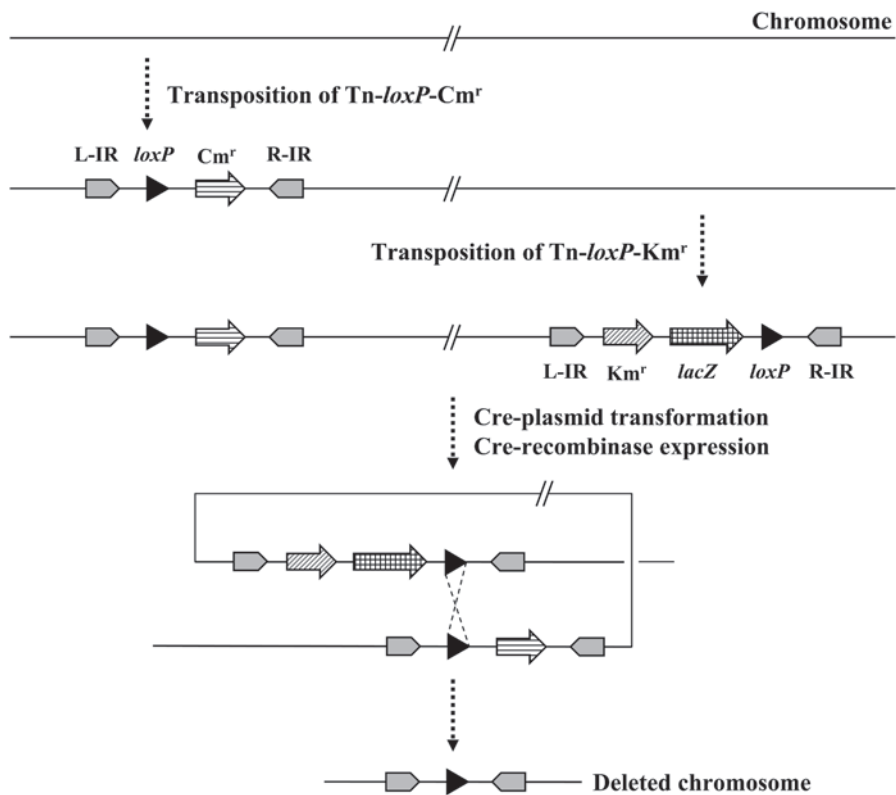 Chromosome
Transposition of Tn-loxP-Cmʳ
L-IR loxP Cmʳ R-IR
Transposition of Tn-loxP-Kmʳ
L-IR Kmʳ lacZ loxP R-IR
Cre-plasmid transformation
Cre-recombinase expression
Deleted chromosome